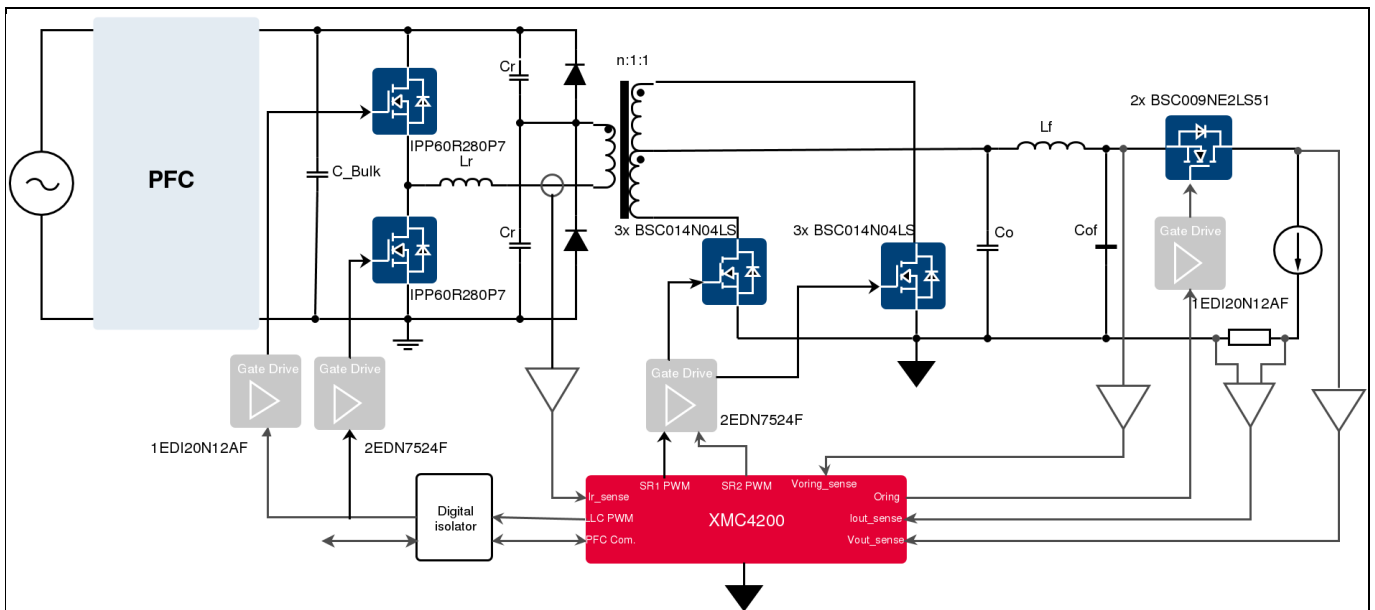 n:1:1
Cr
2x BSC009NE2LS51
Lf
IPP60R280P7
Lr
PFC
C_Bulk
3x BSC014N04LS
3x BSC014N04LS
Cr
Co
Cof
Gate Drive
IPP60R280P7
1EDI20N12AF
Gate Drive
Gate Drive
Gate Drive
1EDI20N12AF
2EDN7524F
2EDN7524F
Digital
isolator
SR1 PWM
SR2 PWM
Voring_sense
Ir_sense
Oring
LLC PWM
XMC4200
Iout_sense
PFC Com.
Vout_sense